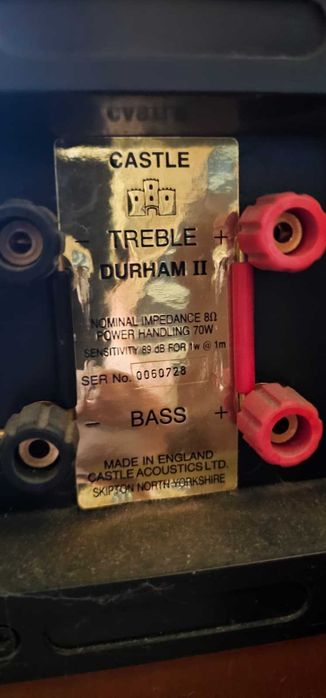 CASTLE
- TREBLE +
DURHAM II
NOMINAL IMPEDANCE 8Ω
POWER HANDLING 70W
SENSITIVITY 89 dB FOR 1w @ 1m
SER No. 0060728
- BASS +
MADE IN ENGLAND
CASTLE ACOUSTICS LTD.
SKIPTON NORTH YORKSHIRE